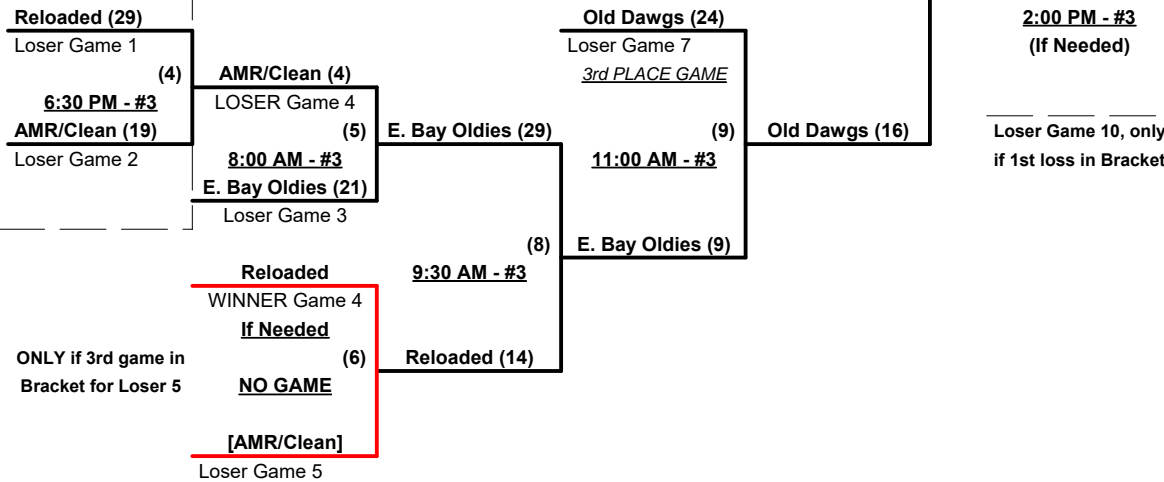 Reloaded (29)
Loser Game 1
(4)
6:30 PM - #3
AMR/Clean (19)
Loser Game 2
AMR/Clean (4)
LOSER Game 4
(5)
8:00 AM - #3
E. Bay Oldies (21)
Loser Game 3
Reloaded
WINNER Game 4
If Needed
(6)
NO GAME
[AMR/Clean]
Loser Game 5
ONLY if 3rd game in
Bracket for Loser 5
E. Bay Oldies (29)
(8)
9:30 AM - #3
Reloaded (14)
Old Dawgs (24)
Loser Game 7
3rd PLACE GAME
(9)
11:00 AM - #3
E. Bay Oldies (9)
Old Dawgs (16)
2:00 PM - #3
(If Needed)
Loser Game 10, only
if 1st loss in Bracket